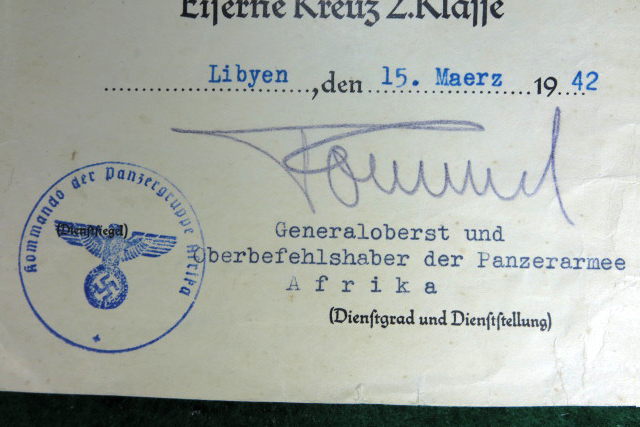 Eiserne Kreuz 2. Klasse
Libyen, den 15. Maerz 1942
Rommel
Generaloberst und
Oberbefehlshaber der Panzerarmee
Afrika
(Dienstgrad und Dienststellung)
Kommando der Panzergruppe Afrika
(Dienstsiegel)